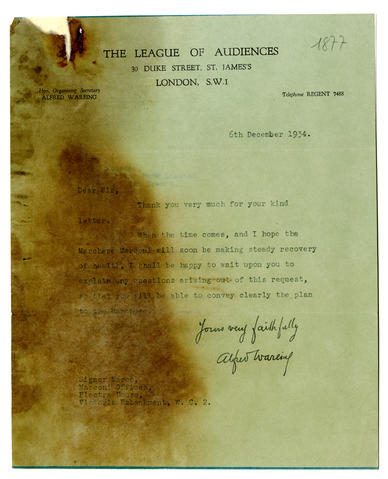 THE LEAGUE OF AUDIENCES
1877
30 DUKE STREET, ST. JAMES'S
LONDON, S.W.1
Hon. Organising Secretary
ALFRED WAREING
Telephone REGENT 7488
6th December 1934.
Dear Sir,
Thank you very much for your kind
letter.
When the time comes, and I hope the
Marchese Marconi will soon be making steady recovery
of health, I shall be happy to wait upon you to
explain any questions arising out of this request,
so that you will be able to convey clearly the plan
to the Marchese.
Yours very faithfully
Alfred Wareing
Signor
Marconi Offices,
Electra House,
Victoria Embankment, W.C.2.